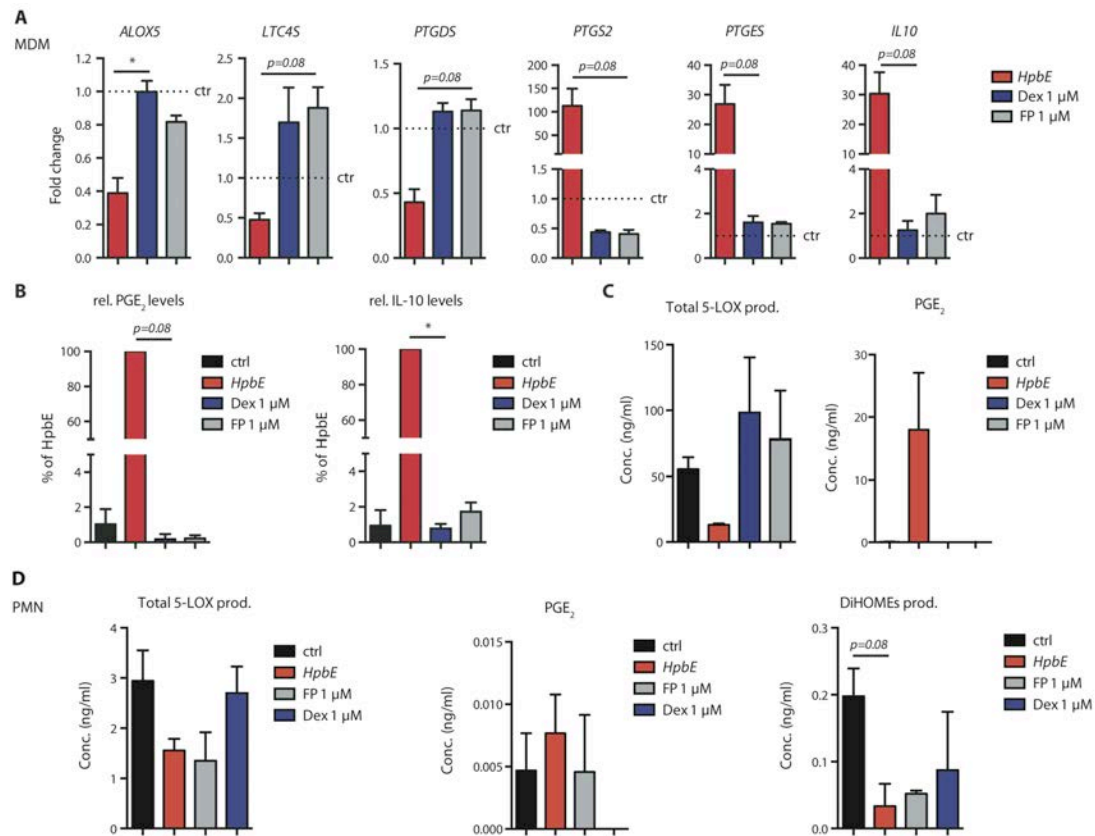 A
MDM
ALOX5
LTC4S
PTGDS
PTGS2
PTGES
IL10
Fold change
1.2
1.0
0.8
0.6
0.4
0.2
0.0
*
ctr
2.5
2.0
1.5
1.0
0.5
0.0
p=0.08
ctr
1.5
1.0
0.5
0.0
p=0.08
ctr
200
150
100
50
1.5
1.0
0.5
0.0
p=0.08
ctr
40
30
20
10
4
2
0
p=0.08
ctr
40
30
20
10
4
2
0
p=0.08
ctr
HpbE
Dex 1 µM
FP 1 µM
B
rel. PGE2 levels
% of HpbE
100
80
60
4
2
0
p=0.08
ctrl
HpbE
Dex 1 µM
FP 1 µM
rel. IL-10 levels
% of HpbE
100
80
60
4
2
0
*
ctrl
HpbE
Dex 1 µM
FP 1 µM
C
Total 5-LOX prod.
Conc. (ng/ml)
150
100
50
0
PGE2
Conc. (ng/ml)
30
20
10
0
ctrl
HpbE
Dex 1 µM
FP 1 µM
D
PMN
Total 5-LOX prod.
Conc. (ng/ml)
4
3
2
1
0
ctrl
HpbE
FP 1 µM
Dex 1 µM
PGE2
Conc. (ng/ml)
0.015
0.010
0.005
0.000
ctrl
HpbE
FP 1 µM
Dex 1 µM
DiHOMEs prod.
Conc. (ng/ml)
0.3
0.2
0.1
0.0
p=0.08
ctrl
HpbE
FP 1 µM
Dex 1 µM